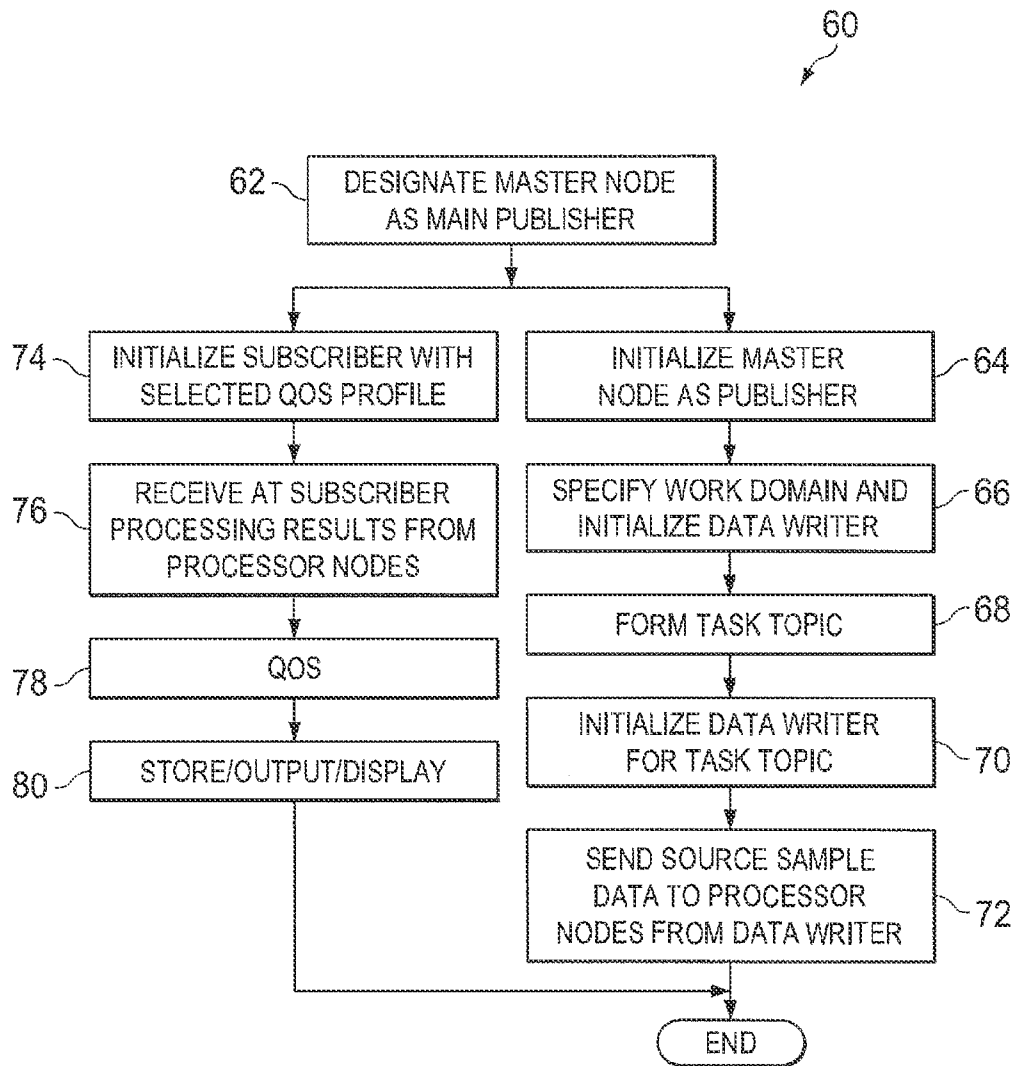 60
62
DESIGNATE MASTER NODE
AS MAIN PUBLISHER
74
INITIALIZE SUBSCRIBER WITH
SELECTED QOS PROFILE
76
RECEIVE AT SUBSCRIBER
PROCESSING RESULTS FROM
PROCESSOR NODES
78
QOS
80
STORE/OUTPUT/DISPLAY
INITIALIZE MASTER
NODE AS PUBLISHER
64
SPECIFY WORK DOMAIN AND
INITIALIZE DATA WRITER
66
FORM TASK TOPIC
68
INITIALIZE DATA WRITER
FOR TASK TOPIC
70
SEND SOURCE SAMPLE
DATA TO PROCESSOR
NODES FROM DATA WRITER
72
END